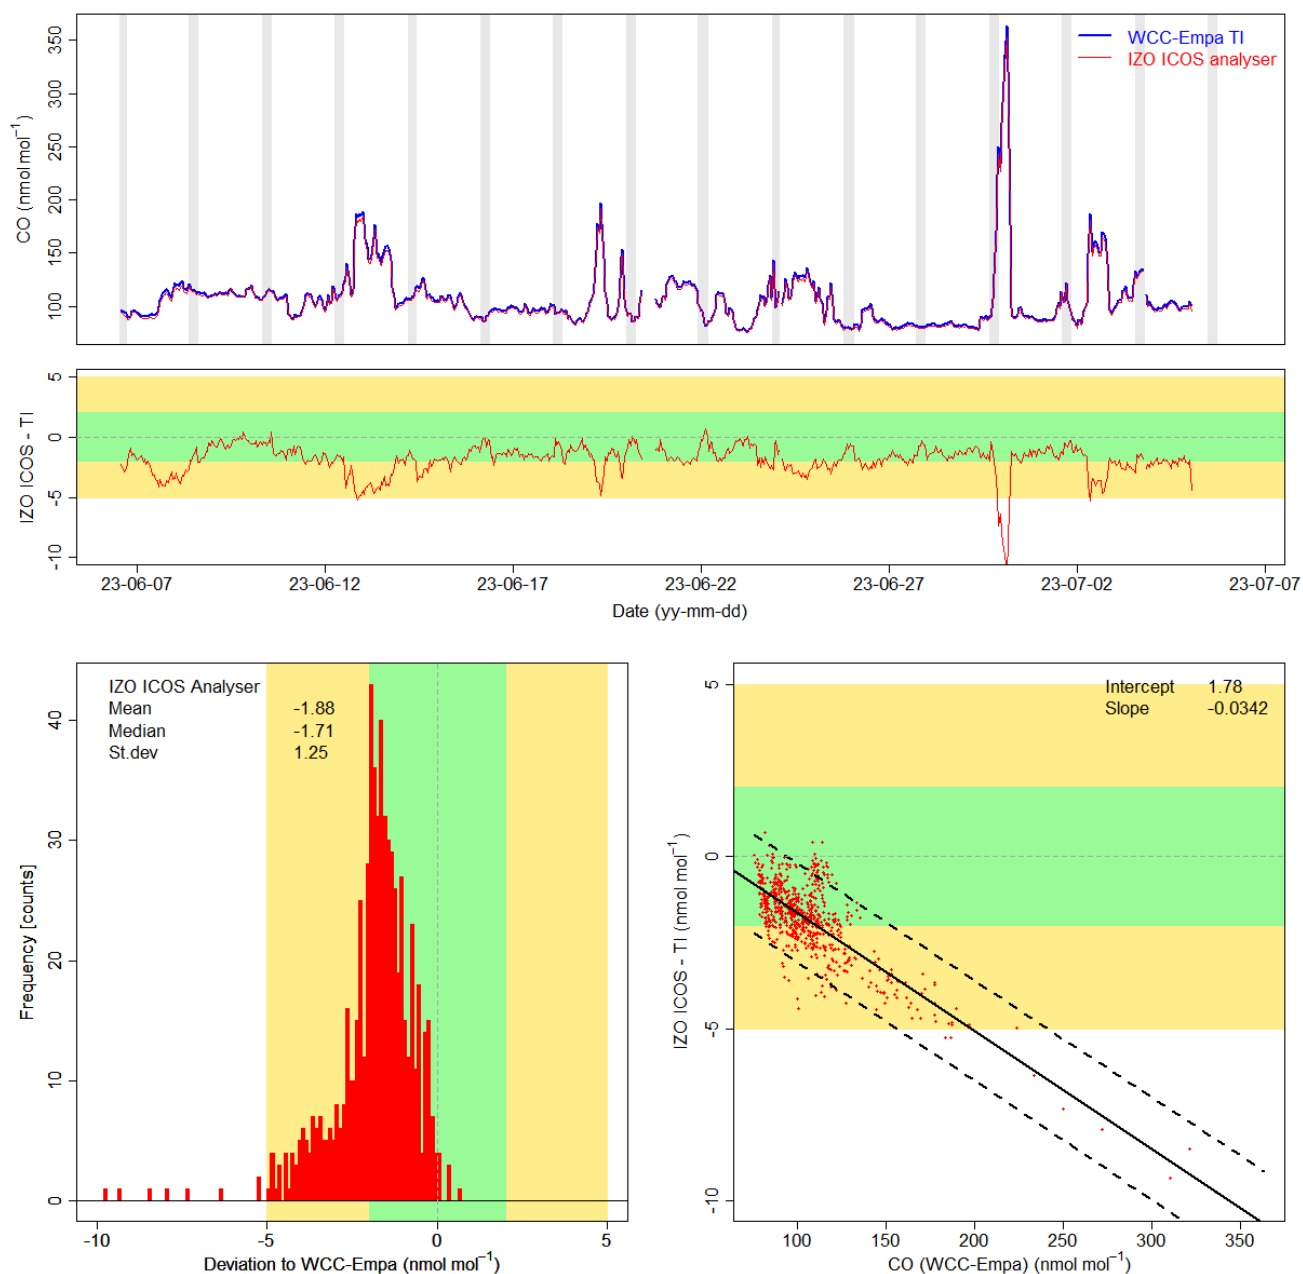 CO (nmol mol⁻¹)
350
300
250
200
150
100
WCC-Empa TI
IZO ICOS analyser
IZO ICOS - TI
5
0
-5
-10
23-06-07 23-06-12 23-06-17 23-06-22 23-06-27 23-07-02 23-07-07
Date (yy-mm-dd)
Frequency [counts]
40
30
20
10
0
IZO ICOS Analyser
Mean -1.88
Median -1.71
St.dev 1.25
-10 -5 0 5
Deviation to WCC-Empa (nmol mol⁻¹)
IZO ICOS - TI (nmol mol⁻¹)
5
0
-5
-10
Intercept 1.78
Slope -0.0342
100 150 200 250 300 350
CO (WCC-Empa) (nmol mol⁻¹)